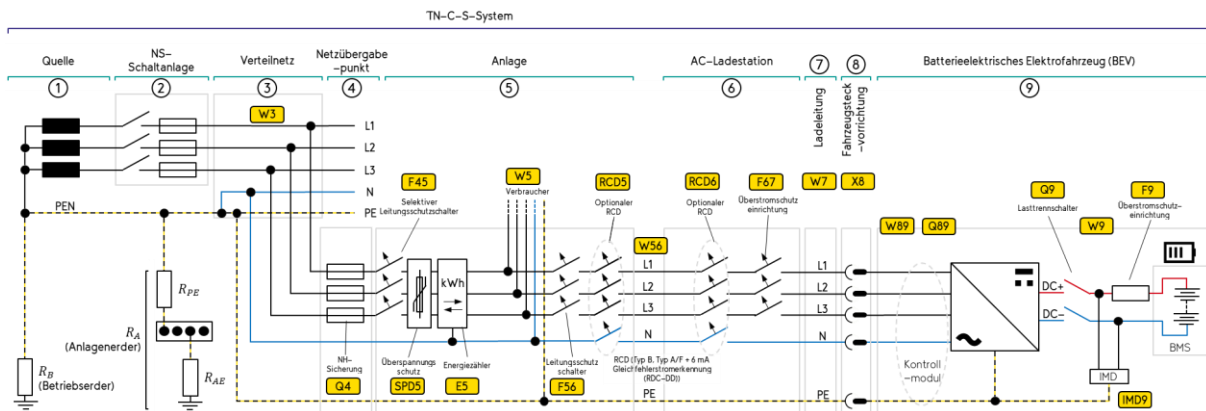 TN-C-S-System
Quelle
NS-
Schaltanlage
Verteilnetz
Netzübergabe
-punkt
Anlage
AC-Ladestation
Ladeleitung
Fahrzeugsteck
-vorrichtung
Batterieelektrisches Elektrofahrzeug (BEV)
1
2
3
4
5
6
7
8
9
W3
L1
L2
L3
N
PE
PEN
F45
Selektiver
Leitungsschutzschalter
W5
Verbraucher
RCD5
Optionaler
RCD
RCD6
Optionaler
RCD
F67
Überstromschutz
einrichtung
W7
X8
Q9
Lasttrennschalter
F9
Überstromschutz-
einrichtung
W56
W89
Q89
W9
L1
L2
L3
N
PE
L1
L2
L3
N
PE
kWh
DC+
DC-
BMS
IMD
IMD9
Kontroll
-modul
R_PE
R_A
(Anlagenerder)
R_B
(Betriebserder)
R_AE
NH-
Sicherung
Q4
Überspannungs
schutz
SPD5
Energiezähler
E5
Leitungsschutz
schalter
F56
RCD (Typ B, Typ A/F + 6 mA
Gleichfehlerstromerkennung
(RDC-DD))